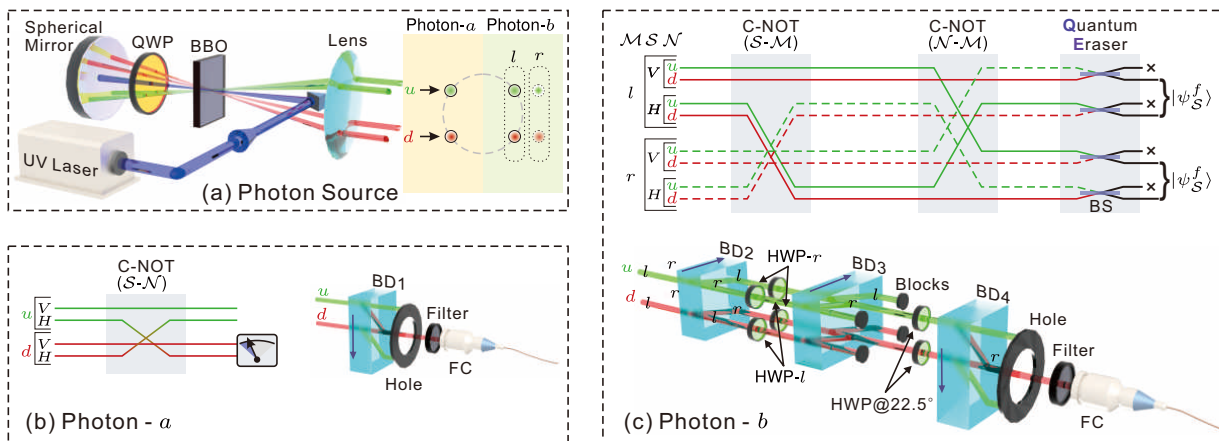 Spherical
Mirror
QWP
BBO
Lens
UV Laser
Photon-a
Photon-b
l
r
u
d
(a) Photon Source
C-NOT
(S-N)
u
V
H
d
V
H
BD1
u
d
Filter
Hole
FC
(b) Photon - a
C-NOT
(S-M)
C-NOT
(N-M)
Quantum
Eraser
M S N
l
V
u
d
H
u
d
r
V
u
d
H
u
d
×
×
|ψ_S^f⟩
×
×
|ψ_S^f⟩
BS
BD2
HWP-r
BD3
Blocks
BD4
Hole
Filter
FC
u
l
r
l
d
l
r
r
l
r
l
r
l
r
r
HWP-l
HWP@22.5°
(c) Photon - b